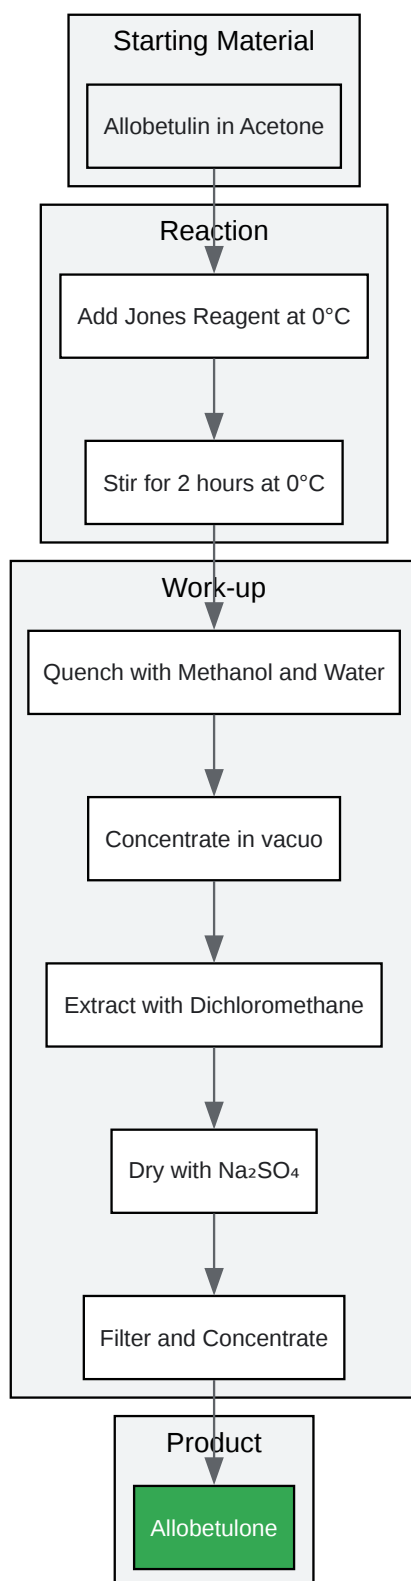 Starting Material
Allobetulin in Acetone
Reaction
Add Jones Reagent at 0°C
Stir for 2 hours at 0°C
Work-up
Quench with Methanol and Water
Concentrate in vacuo
Extract with Dichloromethane
Dry with Na₂SO₄
Filter and Concentrate
Product
Allobetulone